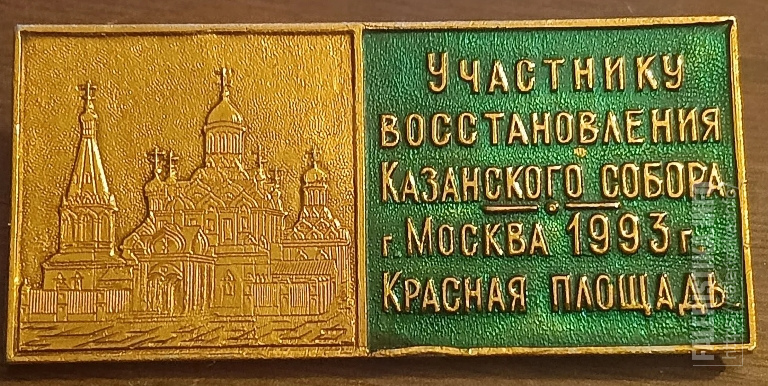 Участнику
восстановления
Казанского собора
г. Москва 1993 г.
Красная площадь